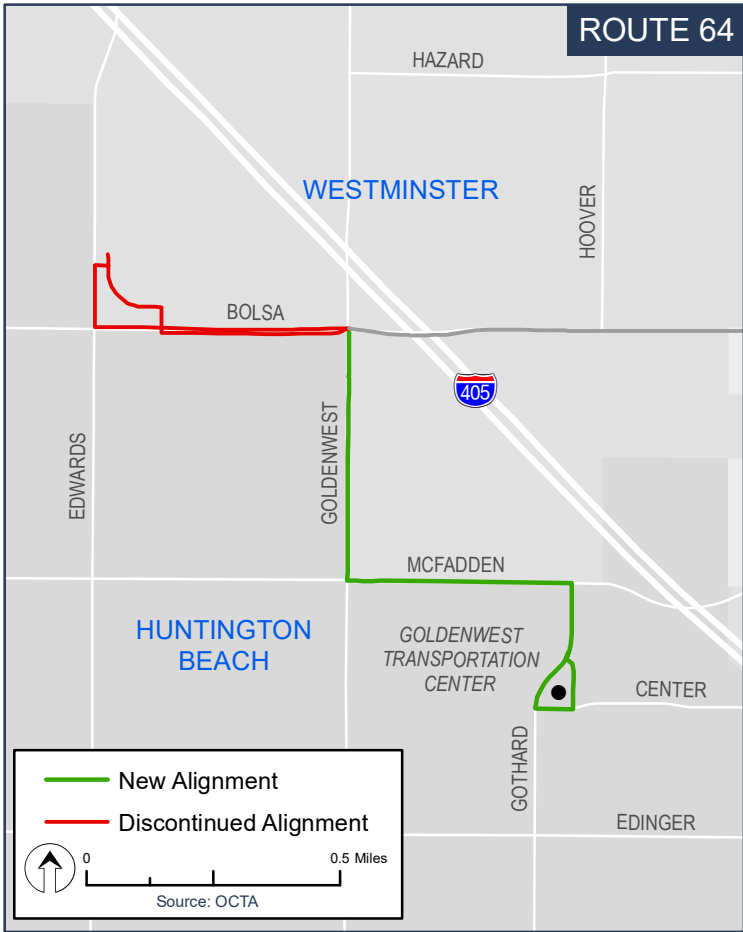 ROUTE 64
HAZARD
WESTMINSTER
HOOVER
BOLSA
405
EDWARDS
GOLDENWEST
MCFADDEN
HUNTINGTON
BEACH
GOLDENWEST
TRANSPORTATION
CENTER
CENTER
GOTHARD
EDINGER
New Alignment
Discontinued Alignment
0
0.5 Miles
Source: OCTA